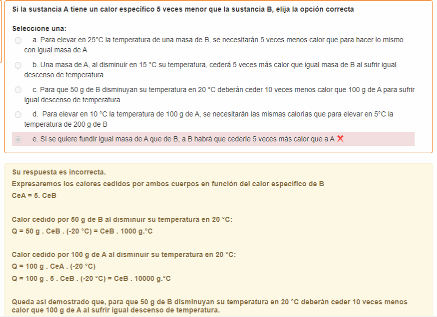 Si la sustancia A tiene un calor específico 5 veces menor que la sustancia B, elija la opción correcta
Seleccione una:
a. Para elevar en 25°C la temperatura de una masa de B, se necesitarán 5 veces menos calor que para hacer lo mismo
con igual masa de A
b. Una masa de A, al disminuir en 15 °C su temperatura, cederá 5 veces más calor que igual masa de B al sufrir igual
descenso de temperatura
c. Para que 50 g de B disminuyan su temperatura en 20 °C deberán ceder 10 veces menos calor que 100 g de A para sufrir
igual descenso de temperatura
d. Para elevar en 10 °C la temperatura de 100 g de A, se necesitarán las mismas calorías que para elevar en 5°C la
temperatura de 200 g de B
e. Si se quiere fundir igual masa de A que de B, a B habrá que cederle 5 veces más calor que a A
Su respuesta es incorrecta.
Expresaremos los calores cedidos por ambos cuerpos en función del calor específico de B
CeA = 5. CeB
Calor cedido por 50 g de B al disminuir su temperatura en 20 °C:
Q = 50 g . CeB . (-20 °C) = CeB . 1000 g.°C
Calor cedido por 100 g de A al disminuir su temperatura en 20 °C:
Q = 100 g . CeA . (-20 °C)
Q = 100 g . 5 . CeB . (-20 °C) = CeB . 10000 g.°C
Queda así demostrado que, para que 50 g de B disminuyan su temperatura en 20 °C deberán ceder 10 veces menos
calor que 100 g de A al sufrir igual descenso de temperatura.